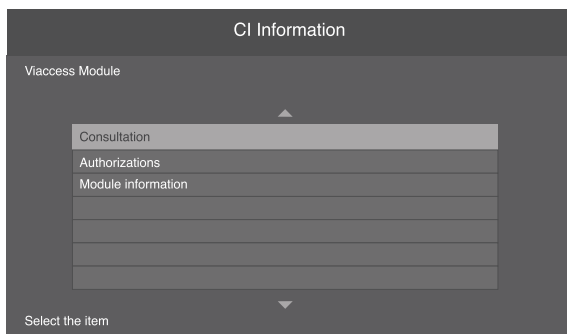 CI Information
Viaccess Module
Consultation
Authorizations
Module information
Select the item